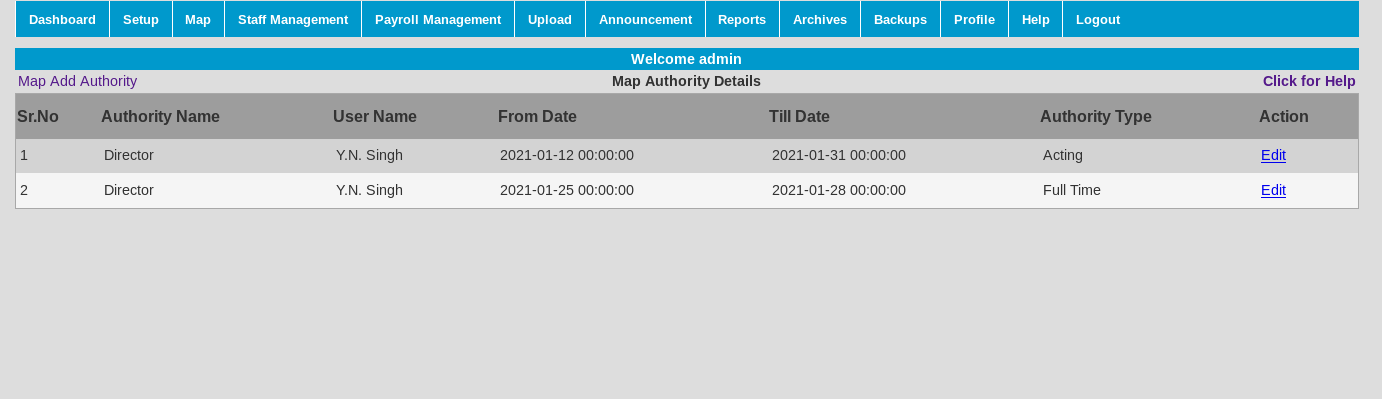 Dashboard Setup Map Staff Management Payroll Management Upload Announcement Reports Archives Backups Profile Help Logout
Welcome admin
Map Add Authority Map Authority Details Click for Help
Sr.No Authority Name User Name From Date Till Date Authority Type Action
1 Director Y.N. Singh 2021-01-12 00:00:00 2021-01-31 00:00:00 Acting Edit
2 Director Y.N. Singh 2021-01-25 00:00:00 2021-01-28 00:00:00 Full Time Edit